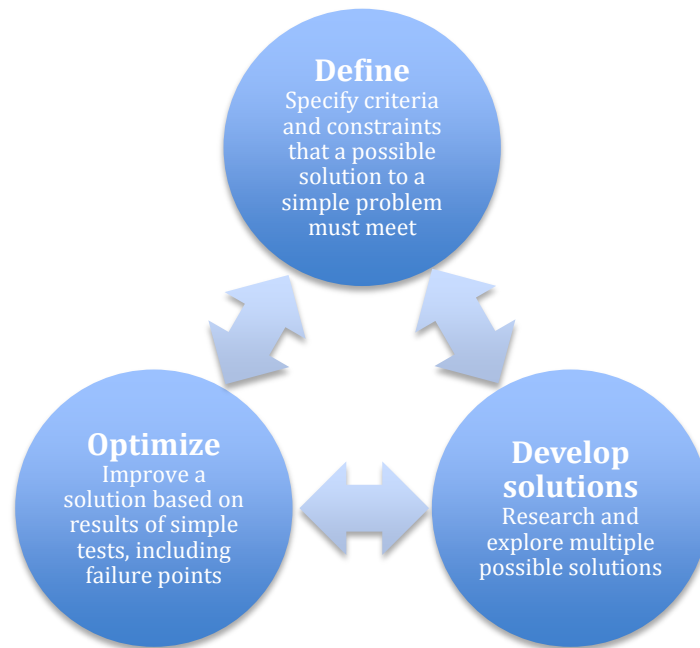 Define
Specify criteria
and constraints
that a possible
solution to a
simple problem
must meet
Optimize
Improve a
solution based on
results of simple
tests, including
failure points
Develop
solutions
Research and
explore multiple
possible solutions